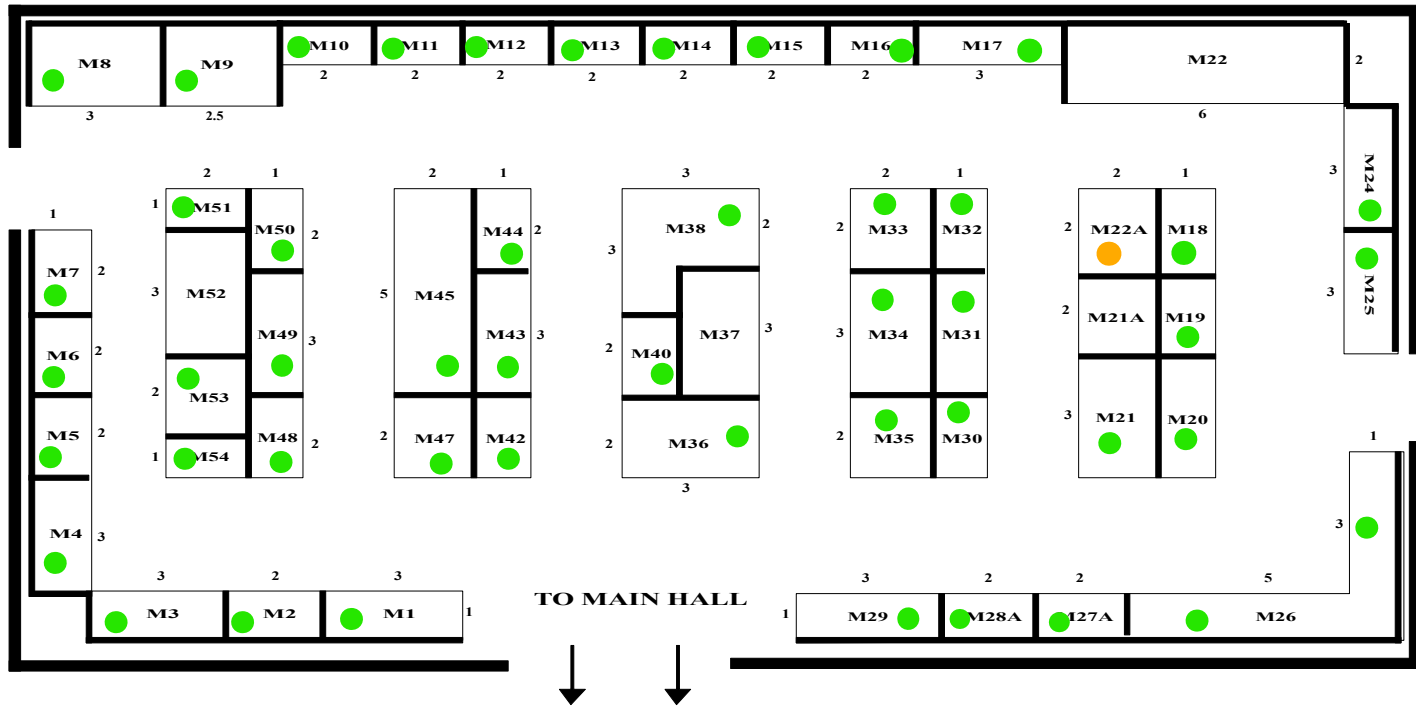 M8 M9 M10 M11 M12 M13 M14 M15 M16 M17 M22 2
3 2.5 2 2 2 2 2 2 2 3 6
3 M24
3 M25
1
M7 2
M6 2
M5 2
M4 3
2 1
1 M51 M50 2
3 M52 M49 3
2 M53 M48 2
1 M54
2 1
5 M45 M44 2
M43 3
2 M47 M42
3
3 M38 2
2 M40 M37 3
2 M36
3
2 1
2 M33 M32
3 M34 M31
2 M35 M30
2 1
2 M22A M18
2 M21A M19
3 M21 M20
1
3
3 2 3
M3 M2 M1 1
TO MAIN HALL
3 2 2 5
1 M29 M28A 27A M26